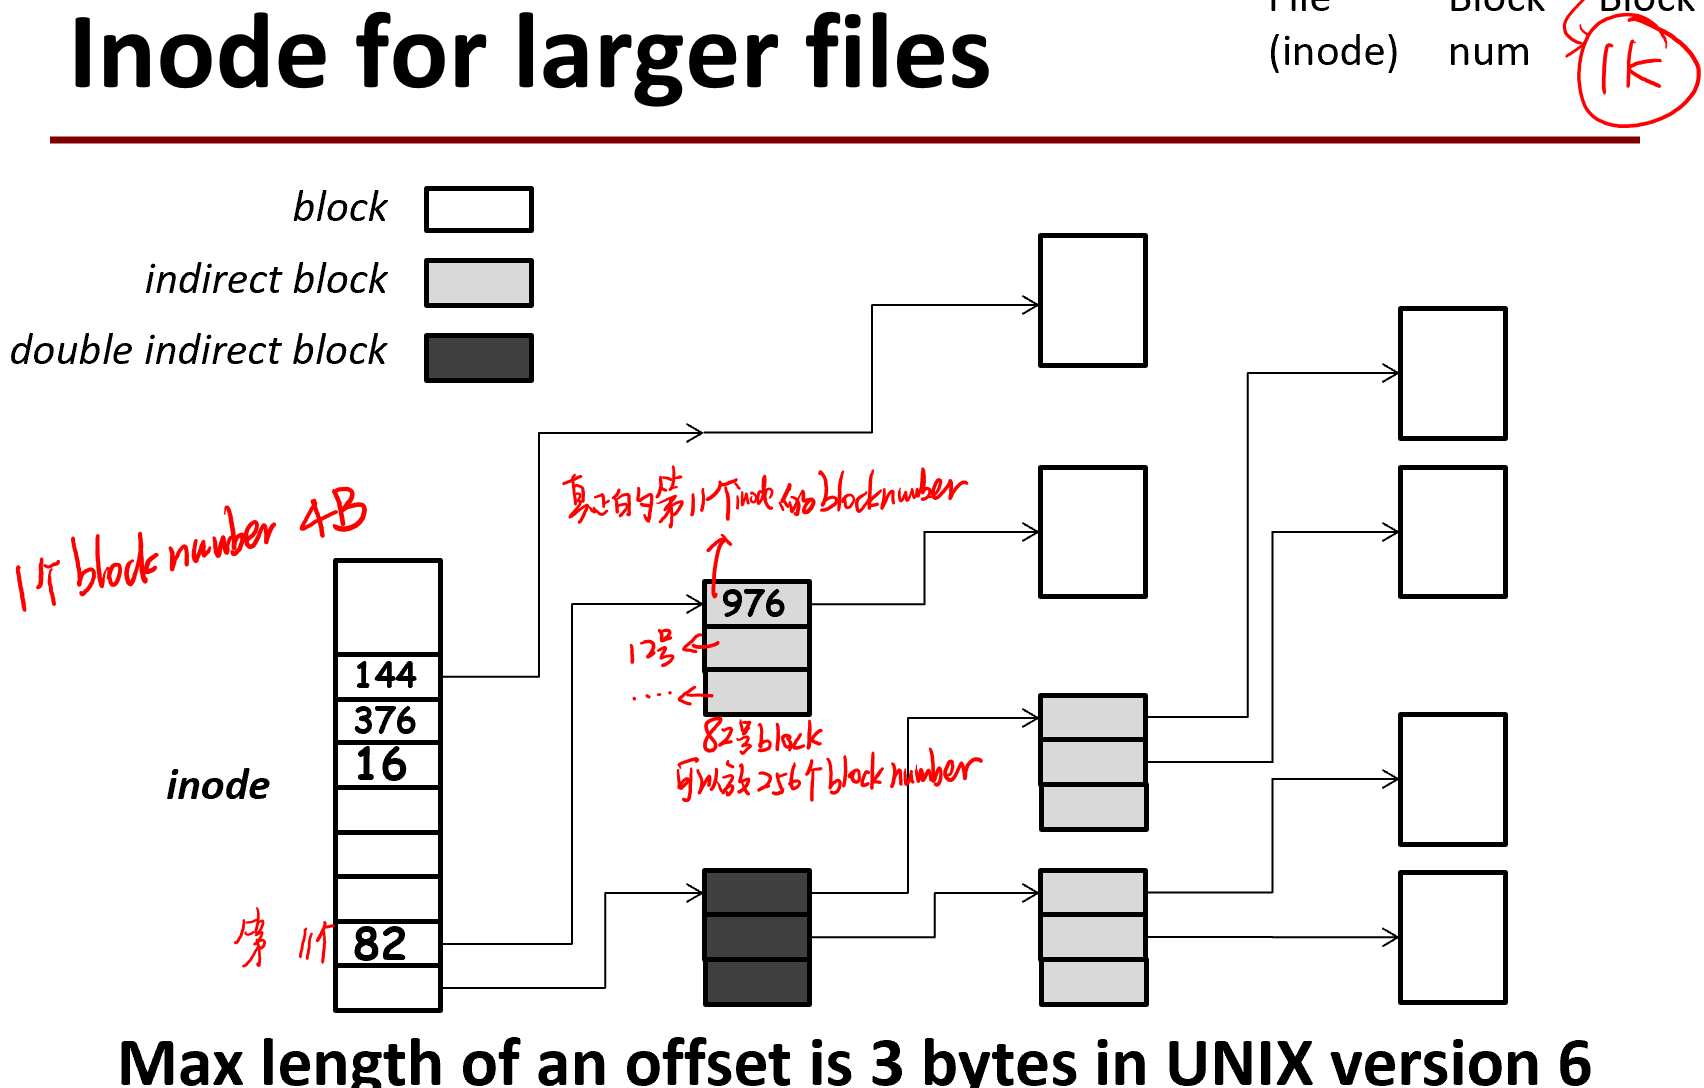 Inode for larger files
File Block Block
(inode) num 1k
block
indirect block
double indirect block
真正的第11个inode的block number
1个block number 4B
976
12号
144
....
376
82号block
16
可以放256个block number
inode
第11个
82
Max length of an offset is 3 bytes in UNIX version 6